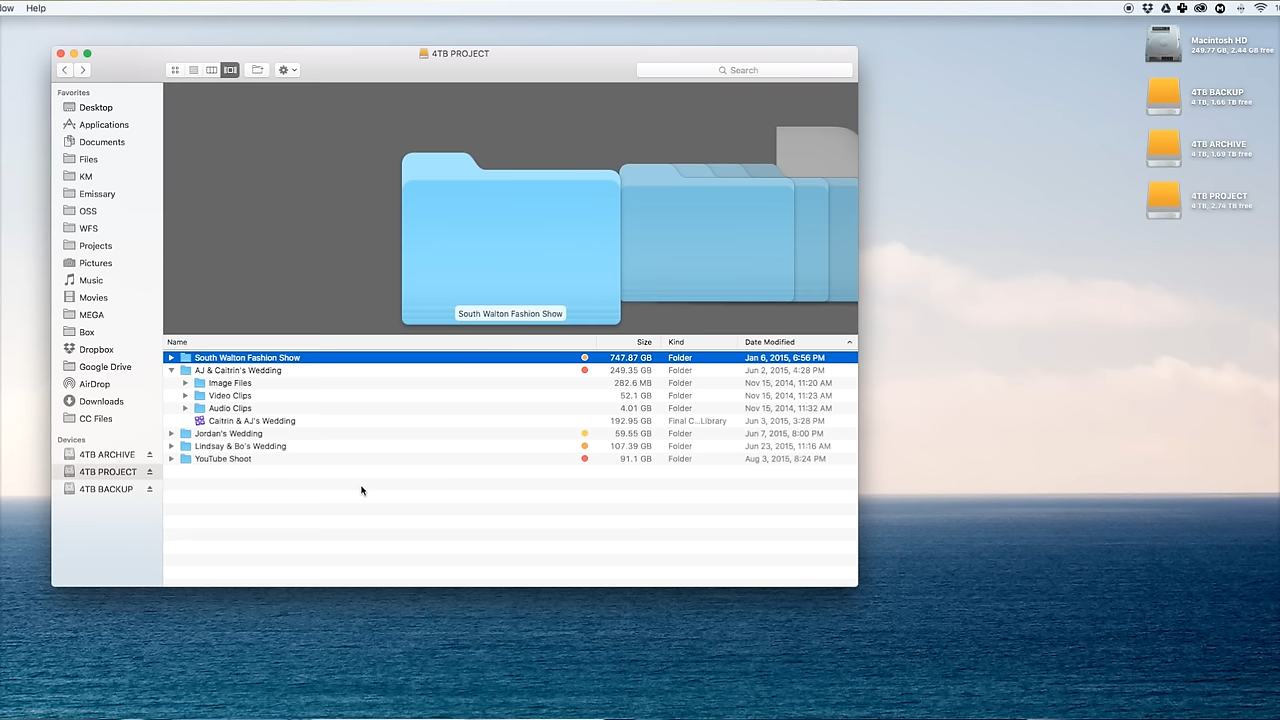 low Help
4TB PROJECT
Search
Macintosh HD
249.77 GB, 2.44 GB free
4TB BACKUP
4 TB, 1.66 TB free
4TB ARCHIVE
4 TB, 1.69 TB free
4TB PROJECT
4 TB, 2.74 TB free
Favorites
Desktop
Applications
Documents
Files
KM
Emissary
OSS
WFS
Projects
Pictures
Music
Movies
MEGA
Box
Dropbox
Google Drive
AirDrop
Downloads
CC Files
Devices
4TB ARCHIVE
4TB PROJECT
4TB BACKUP
South Walton Fashion Show
Name Size Kind Date Modified
South Walton Fashion Show 747.87 GB Folder Jan 6, 2015, 6:56 PM
AJ & Caitrin's Wedding 249.35 GB Folder Jun 2, 2015, 4:28 PM
Image Files 282.6 MB Folder Nov 15, 2014, 11:20 AM
Video Clips 52.1 GB Folder Nov 15, 2014, 11:23 AM
Audio Clips 4.01 GB Folder Nov 15, 2014, 11:32 AM
Caitrin & AJ's Wedding 192.95 GB Final C...Library Jun 3, 2015, 3:28 PM
Jordan's Wedding 59.55 GB Folder Jun 7, 2015, 8:00 PM
Lindsay & Bo's Wedding 107.39 GB Folder Jun 23, 2015, 11:16 AM
YouTube Shoot 91.1 GB Folder Aug 3, 2015, 8:24 PM